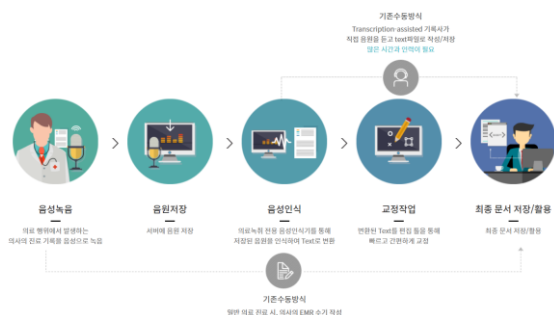 기존수동방식
Transcription-assisted 기록사가
직접 음원을 듣고 text파일로 작성/저장
많은 시간과 인력이 필요
음성녹음
의료 행위에서 발생하는
의사의 진료 기록을 음성으로 녹음
음원저장
서버에 음원 저장
음성인식
의료녹취 전용 음성인식기를 통해
저장된 음원을 인식하여 Text로 변환
교정작업
변환된 Text를 편집 툴을 통해
빠르고 간편하게 교정
최종 문서 저장/활용
최종 문서 저장/활용
기존수동방식
일반 의료 진료 시, 의사의 EMR 수기 작성